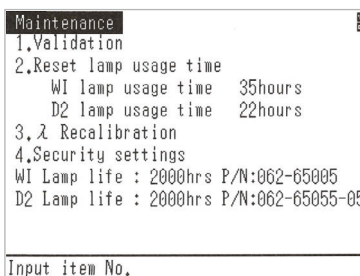 Maintenance
1.Validation
2.Reset lamp usage time
WI lamp usage time 35hours
D2 lamp usage time 22hours
3.λ Recalibration
4.Security settings
WI Lamp life : 2000hrs P/N:062-65005
D2 Lamp life : 2000hrs P/N:062-65055-05
Input item No.